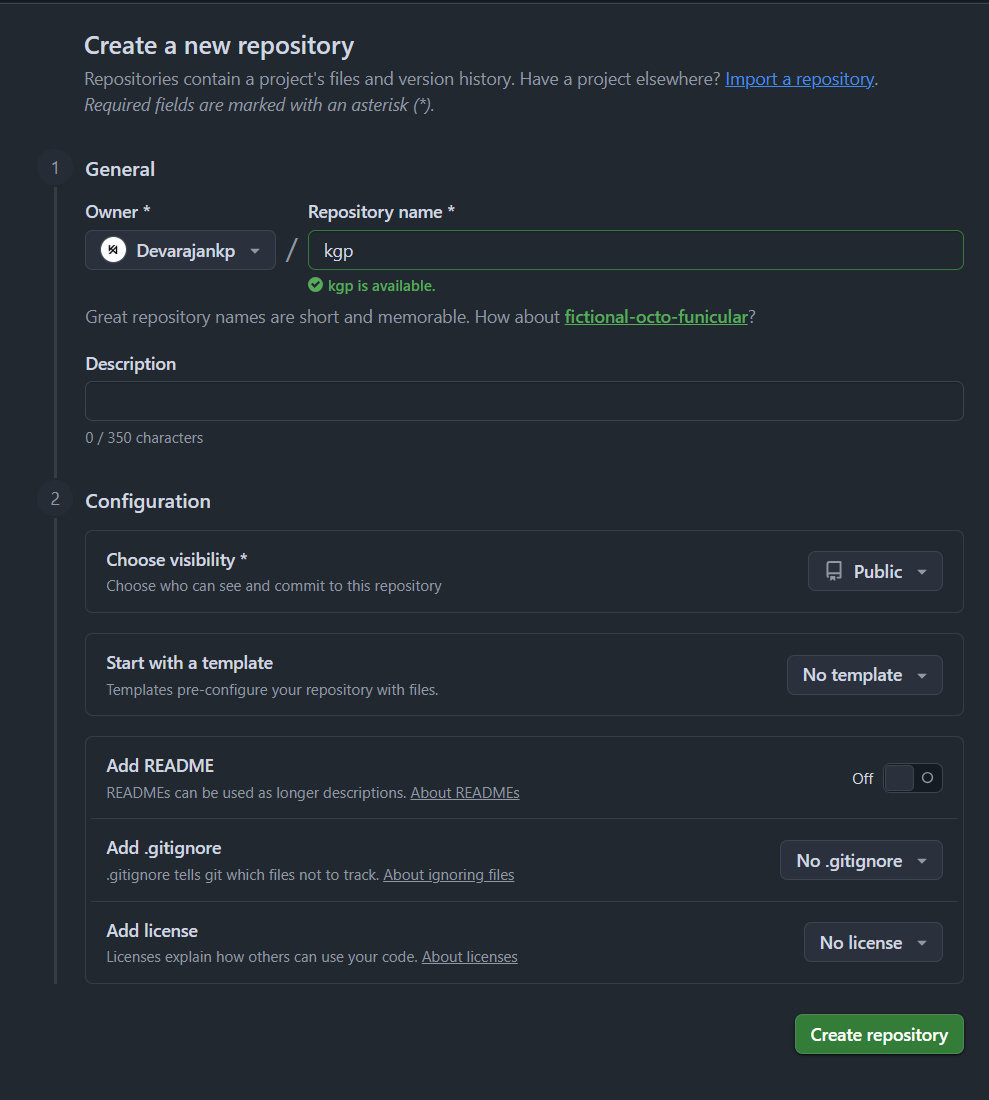 Create a new repository
Repositories contain a project's files and version history. Have a project elsewhere? Import a repository.
Required fields are marked with an asterisk (*).
1
General
Owner *
Repository name *
Devarajankp
/
kgp
kgp is available.
Great repository names are short and memorable. How about fictional-octo-funicular?
Description
0 / 350 characters
2
Configuration
Choose visibility *
Choose who can see and commit to this repository
Public
Start with a template
Templates pre-configure your repository with files.
No template
Add README
READMEs can be used as longer descriptions. About READMEs
Off
Add .gitignore
.gitignore tells git which files not to track. About ignoring files
No .gitignore
Add license
Licenses explain how others can use your code. About licenses
No license
Create repository